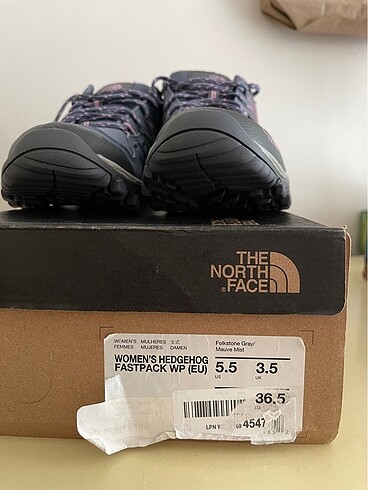 THE
NORTH
FACE
WOMEN'S MULHERES 女式
FEMMES MUJERES DAMEN
WOMEN'S HEDGEHOG
FASTPACK WP (EU)
Folkstone Gray/
Mauve Mist
5.5 3.5
US UK
36.5
LPN
4547